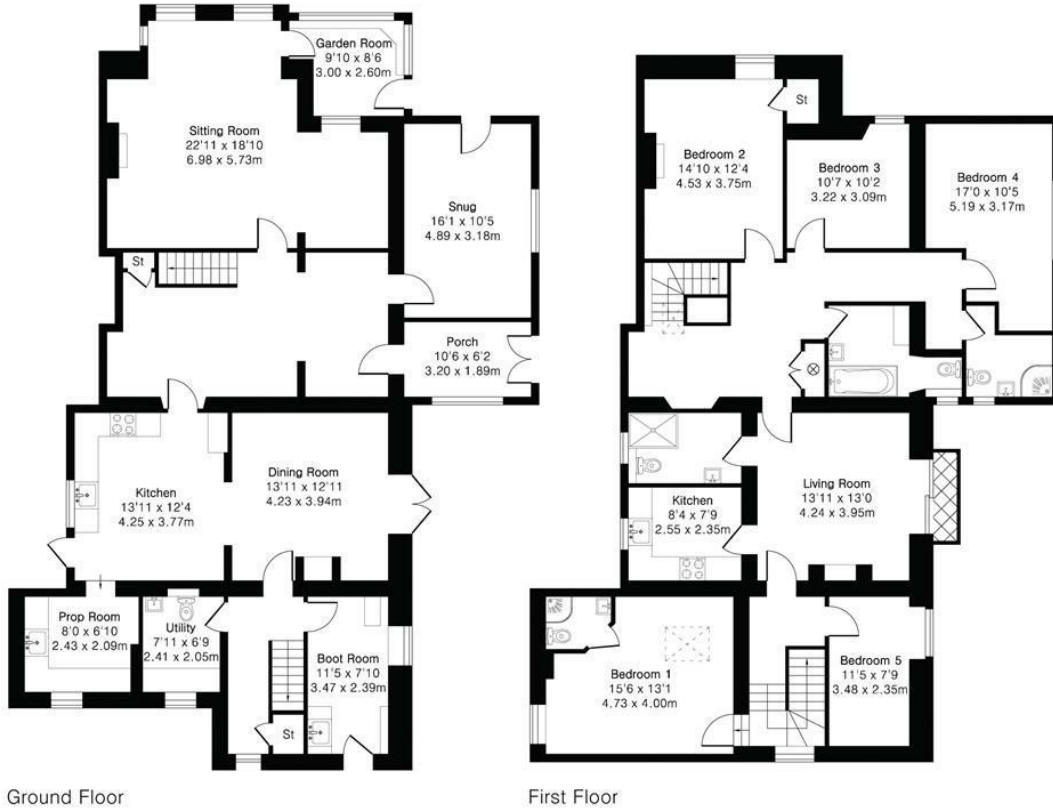 Garden Room
9'10 x 8'6
3.00 x 2.60m
Sitting Room
22'11 x 18'10
6.98 x 5.73m
Snug
16'1 x 10'5
4.89 x 3.18m
St
Porch
10'6 x 6'2
3.20 x 1.89m
Kitchen
13'11 x 12'4
4.25 x 3.77m
Dining Room
13'11 x 12'11
4.23 x 3.94m
Prop Room
8'0 x 6'10
2.43 x 2.09m
Utility
7'11 x 6'9
2.41 x 2.05m
Boot Room
11'5 x 7'10
3.47 x 2.39m
St
Ground Floor
St
Bedroom 2
14'10 x 12'4
4.53 x 3.75m
Bedroom 3
10'7 x 10'2
3.22 x 3.09m
Bedroom 4
17'0 x 10'5
5.19 x 3.17m
Kitchen
8'4 x 7'9
2.55 x 2.35m
Living Room
13'11 x 13'0
4.24 x 3.95m
Bedroom 1
15'6 x 13'1
4.73 x 4.00m
Bedroom 5
11'5 x 7'9
3.48 x 2.35m
First Floor